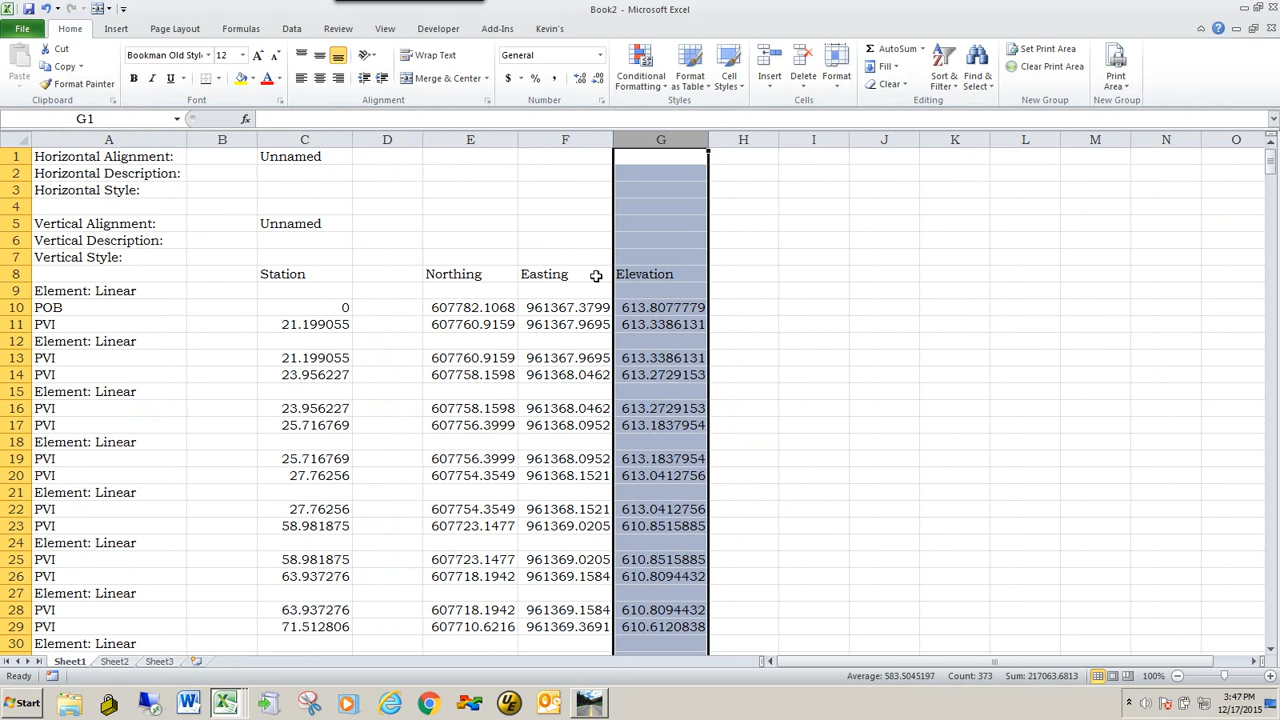 Book2 - Microsoft Excel
File Home Insert Page Layout Formulas Data Review View Developer Add-Ins Kevin's
Cut Bookman Old Styl 12 A A Wrap Text General AutoSum Set Print Area
Copy Fill Clear Print Area
Paste Format Painter B I U A Merge & Center $ % , Conditional Formatting Format as Table Cell Styles Insert Delete Format Clear Sort & Filter Find & Select Print Area
Clipboard Font Alignment Number Styles Cells Editing New Group New Group
G1 fx
A B C D E F G H I J K L M N O
1 Horizontal Alignment: Unnamed
2 Horizontal Description:
3 Horizontal Style:
4
5 Vertical Alignment: Unnamed
6 Vertical Description:
7 Vertical Style:
8 Station Northing Easting Elevation
9 Element: Linear
10 POB 0 607782.1068 961367.3799 613.8077779
11 PVI 21.199055 607760.9159 961367.9695 613.3386131
12 Element: Linear
13 PVI 21.199055 607760.9159 961367.9695 613.3386131
14 PVI 23.956227 607758.1598 961368.0462 613.2729153
15 Element: Linear
16 PVI 23.956227 607758.1598 961368.0462 613.2729153
17 PVI 25.716769 607756.3999 961368.0952 613.1837954
18 Element: Linear
19 PVI 25.716769 607756.3999 961368.0952 613.1837954
20 PVI 27.76256 607754.3549 961368.1521 613.0412756
21 Element: Linear
22 PVI 27.76256 607754.3549 961368.1521 613.0412756
23 PVI 58.981875 607723.1477 961369.0205 610.8515885
24 Element: Linear
25 PVI 58.981875 607723.1477 961369.0205 610.8515885
26 PVI 63.937276 607718.1942 961369.1584 610.8094432
27 Element: Linear
28 PVI 63.937276 607718.1942 961369.1584 610.8094432
29 PVI 71.512806 607710.6216 961369.3691 610.6120838
30 Element: Linear
Sheet1 Sheet2 Sheet3
Ready Average: 583.5045197 Count: 373 Sum: 217063.6813 100%
Start 3:47 PM
12/17/2015